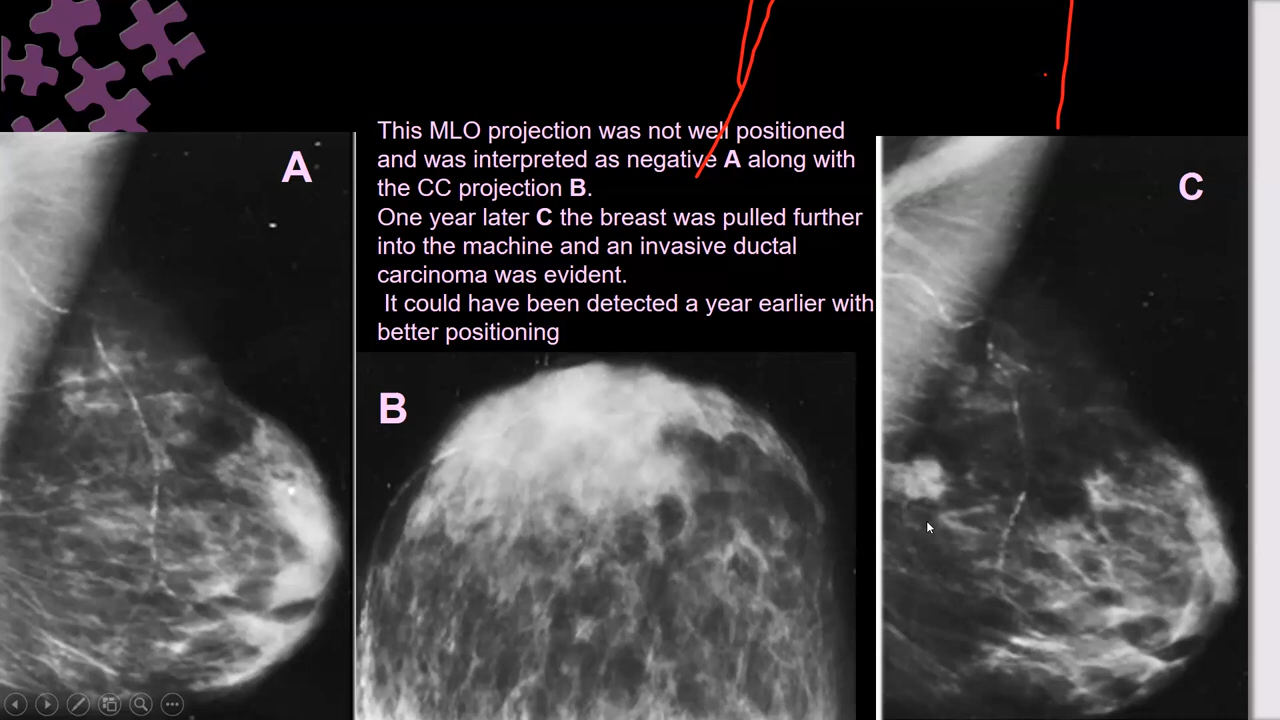 A
This MLO projection was not well positioned
and was interpreted as negative A along with
the CC projection B.
One year later C the breast was pulled further
into the machine and an invasive ductal
carcinoma was evident.
It could have been detected a year earlier with
better positioning
B
C